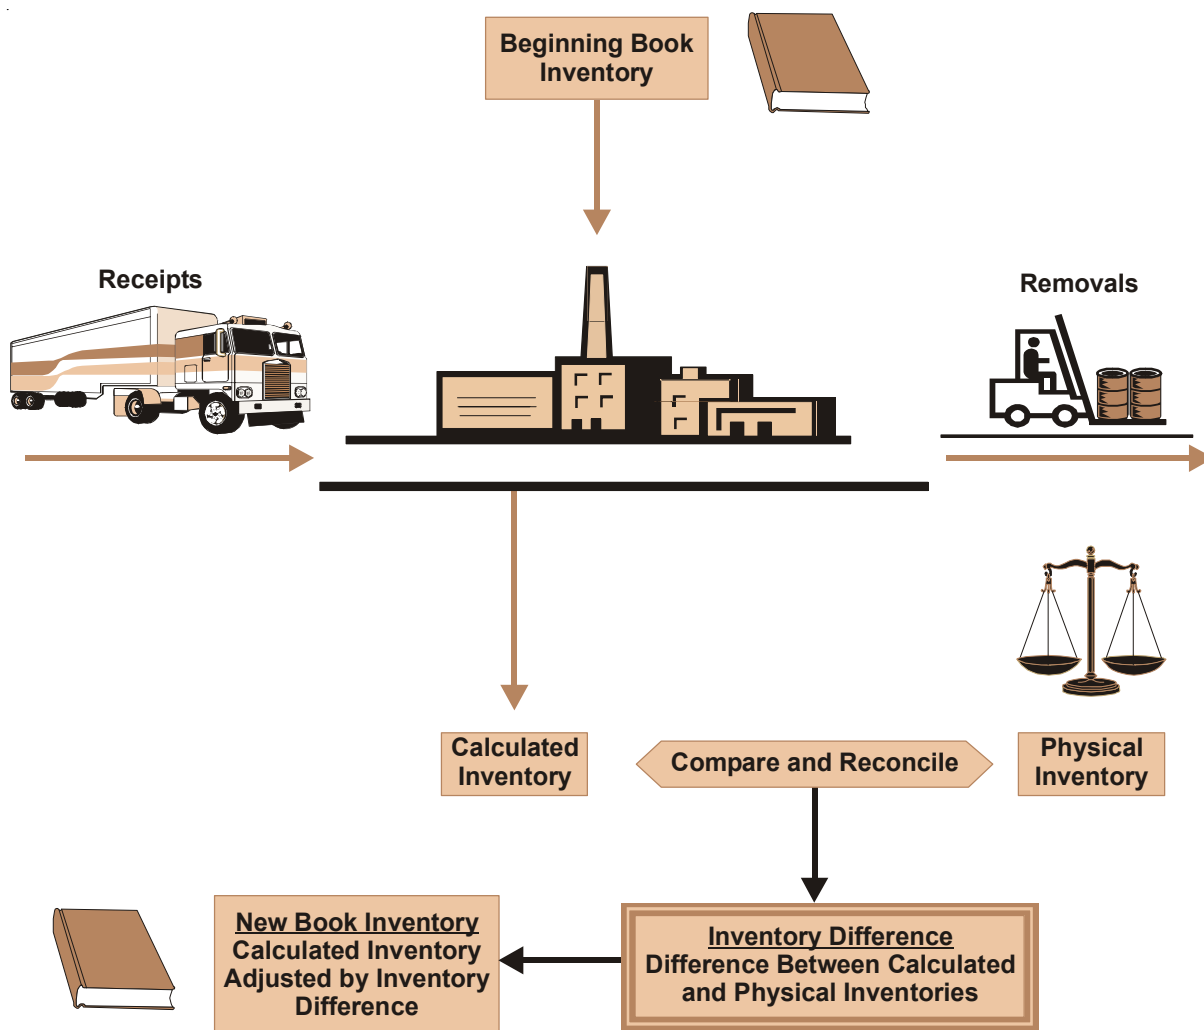 Beginning Book
Inventory
Receipts
Removals
Calculated
Inventory
Compare and Reconcile
Physical
Inventory
New Book Inventory
Calculated Inventory
Adjusted by Inventory
Difference
Inventory Difference
Difference Between Calculated
and Physical Inventories